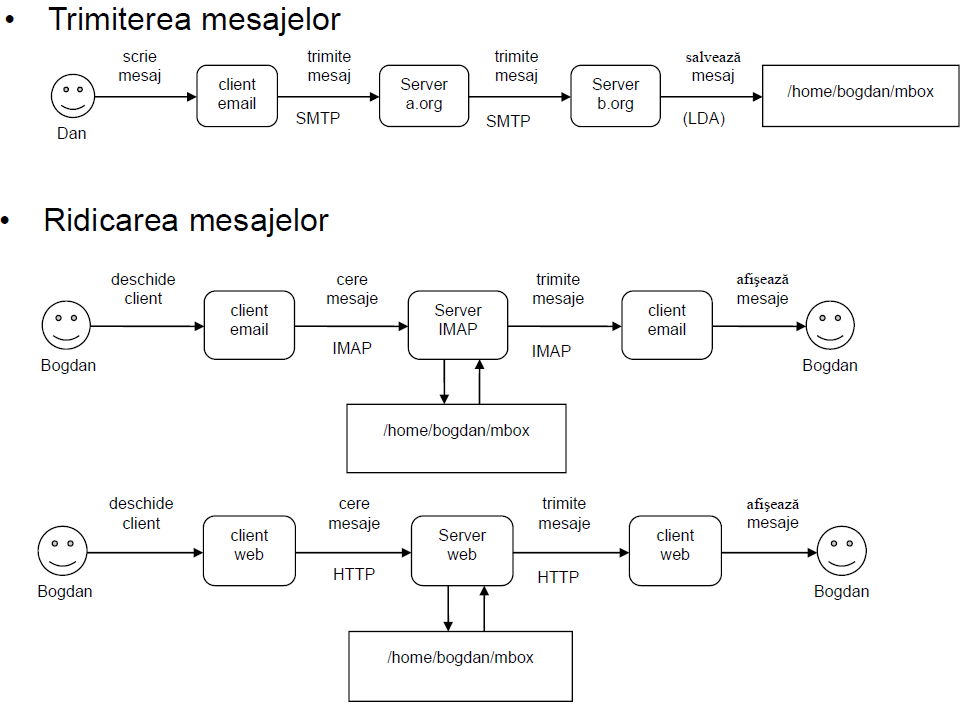 • Trimiterea mesajelor
scrie
mesaj
trimite
mesaj
trimite
mesaj
salvează
mesaj
client
email
Server
a.org
Server
b.org
/home/bogdan/mbox
SMTP
SMTP
(LDA)
Dan
• Ridicarea mesajelor
deschide
client
cere
mesaje
trimite
mesaje
afişează
mesaje
client
email
Server
IMAP
client
email
IMAP
IMAP
Bogdan
Bogdan
/home/bogdan/mbox
deschide
client
cere
mesaje
trimite
mesaje
afişează
mesaje
client
web
Server
web
client
web
HTTP
HTTP
Bogdan
Bogdan
/home/bogdan/mbox